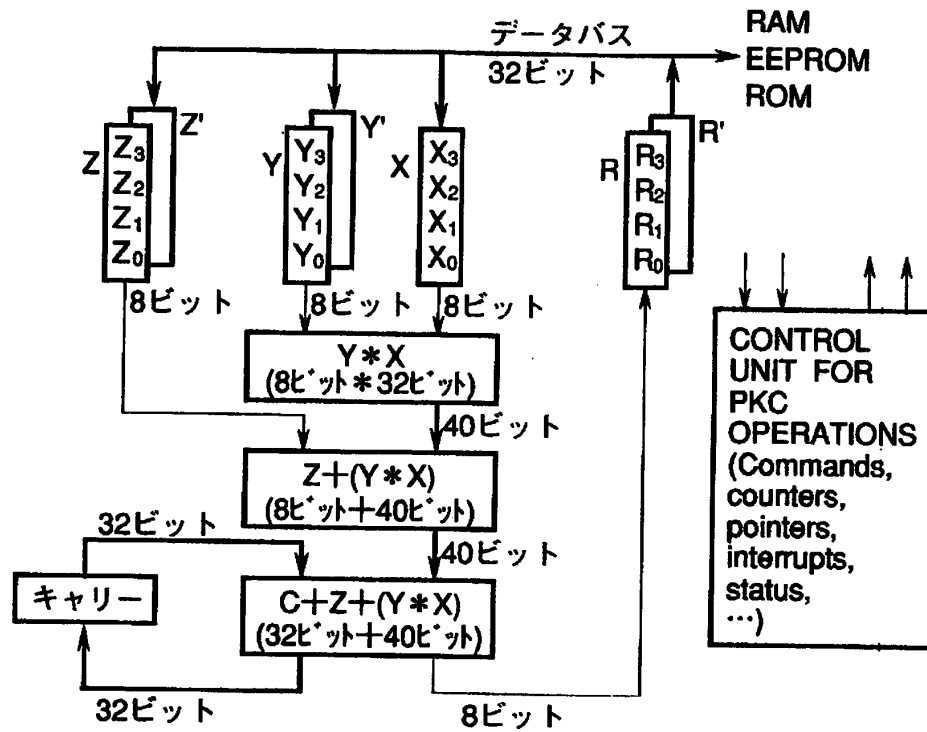 データバス
32ビット
RAM
EEPROM
ROM
Z
Z'
Z3
Z2
Z1
Z0
Y
Y'
Y3
Y2
Y1
Y0
X
X3
X2
X1
X0
R
R'
R3
R2
R1
R0
8ビット
8ビット
8ビット
Y*X
(8ビット*32ビット)
40ビット
Z+(Y*X)
(8ビット+40ビット)
32ビット
40ビット
キャリー
C+Z+(Y*X)
(32ビット+40ビット)
32ビット
8ビット
CONTROL
UNIT FOR
PKC
OPERATIONS
(Commands,
counters,
pointers,
interrupts,
status,
…)